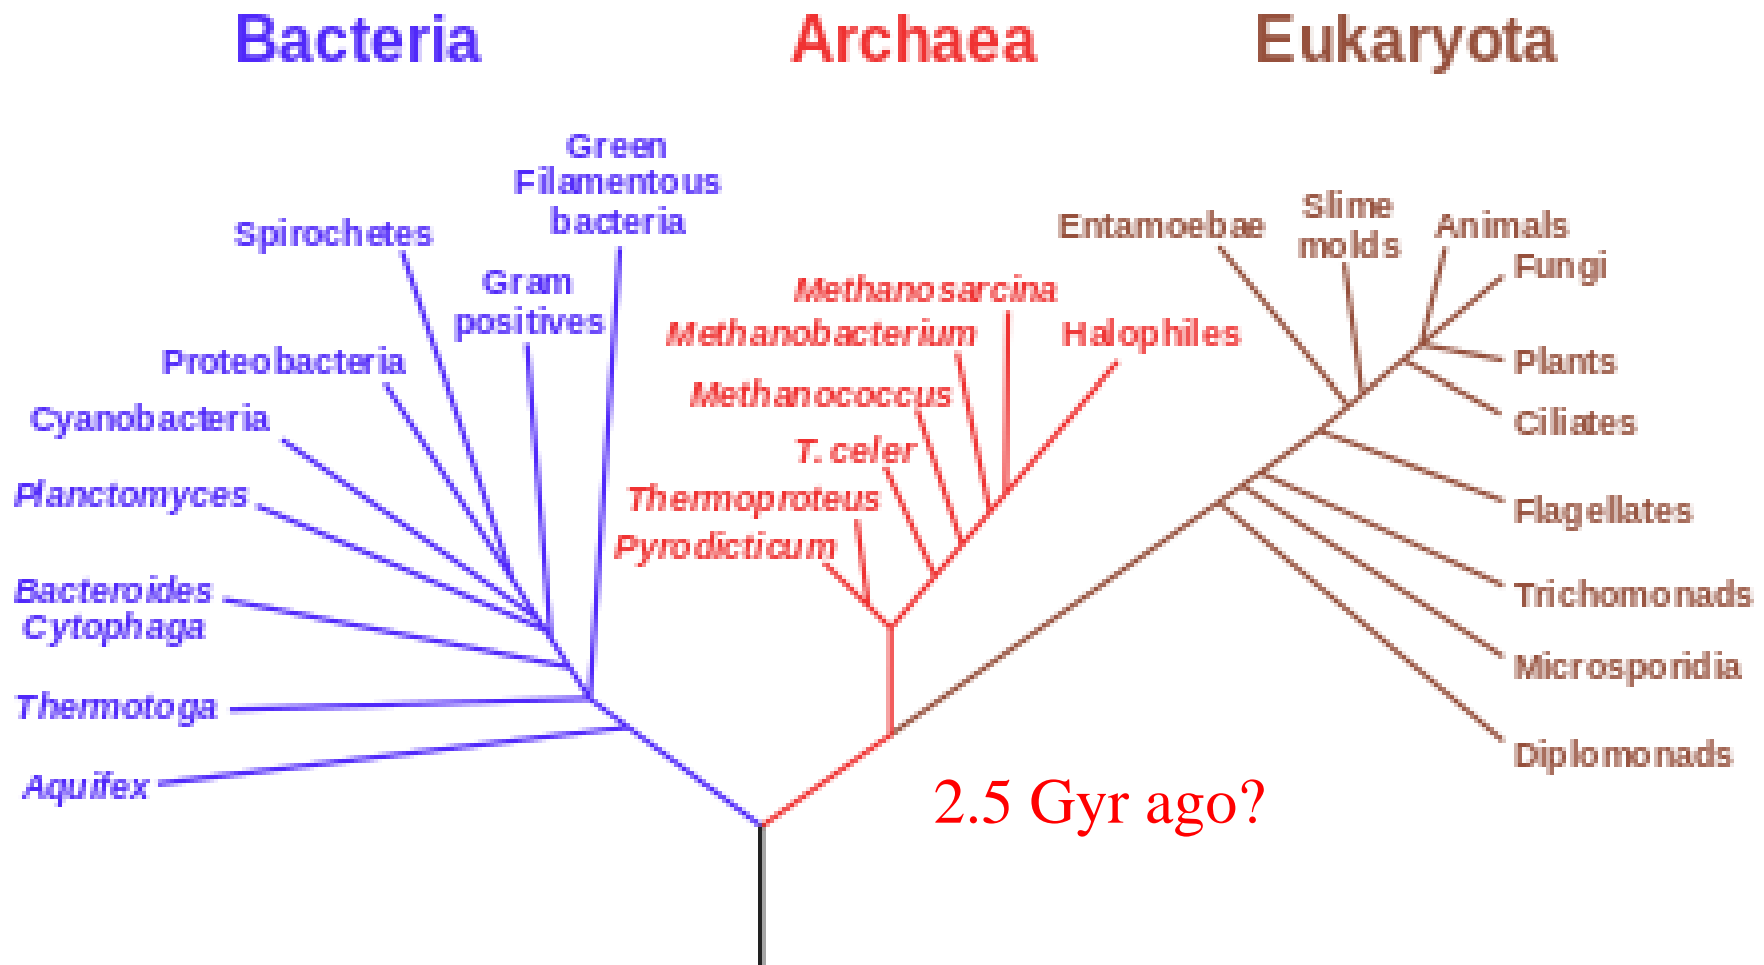 Bacteria
Archaea
Eukaryota
Green
Filamentous
bacteria
Spirochetes
Gram
positives
Proteobacteria
Cyanobacteria
Planctomyces
Bacteroides
Cytophaga
Thermotoga
Aquifex
Methanosarcina
Methanobacterium
Halophiles
Methanococcus
T. celer
Thermoproteus
Pyrodicticum
Entamoebae
Slime
molds
Animals
Fungi
Plants
Ciliates
Flagellates
Trichomonads
Microsporidia
Diplomonads
2.5 Gyr ago?